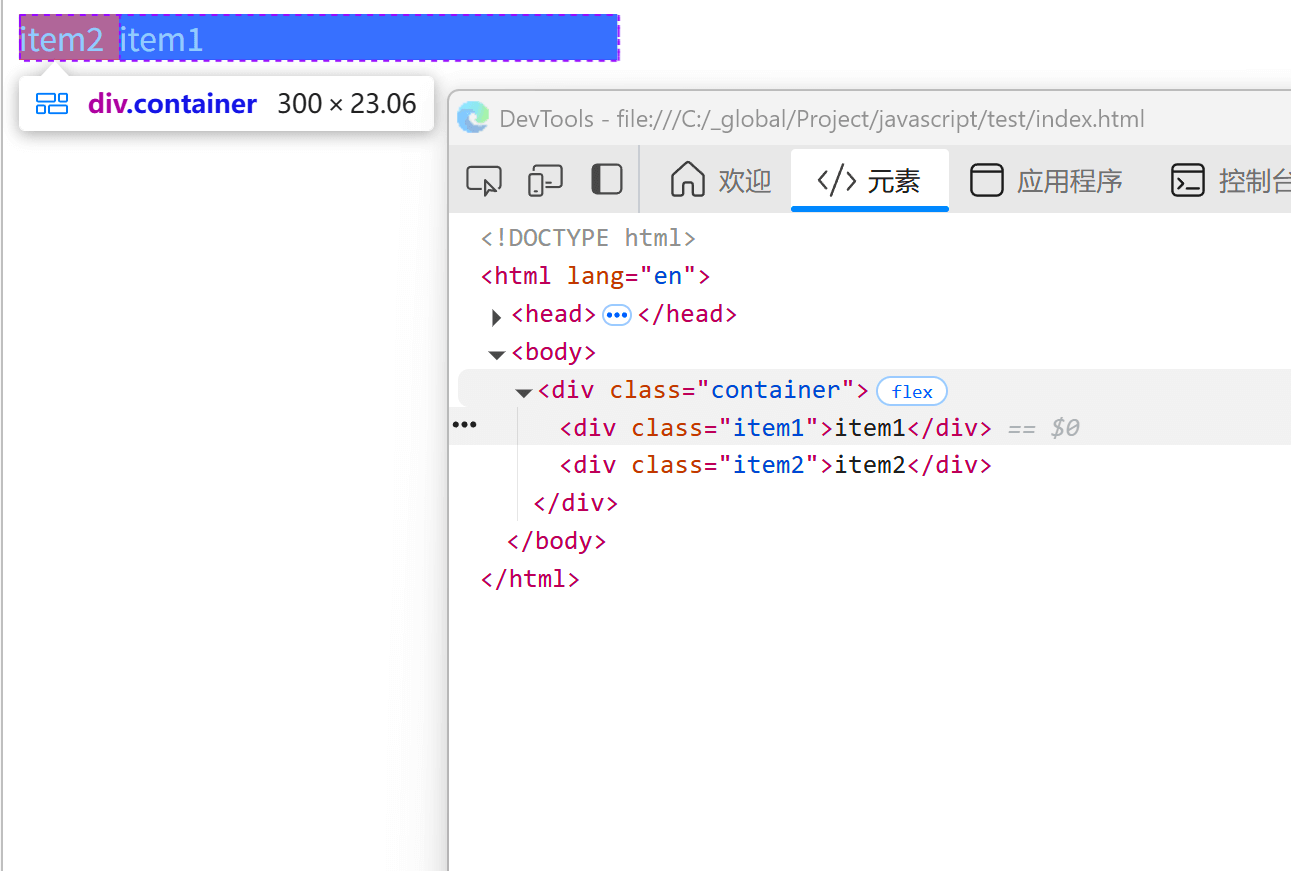 item2 item1
div.container 300 × 23.06
DevTools - file:///C:/_global/Project/javascript/test/index.html
欢迎 </> 元素 应用程序 控制台
<!DOCTYPE html>
<html lang="en">
<head> ••• </head>
<body>
<div class="container"> flex
<div class="item1">item1</div> == $0
<div class="item2">item2</div>
</div>
</body>
</html>